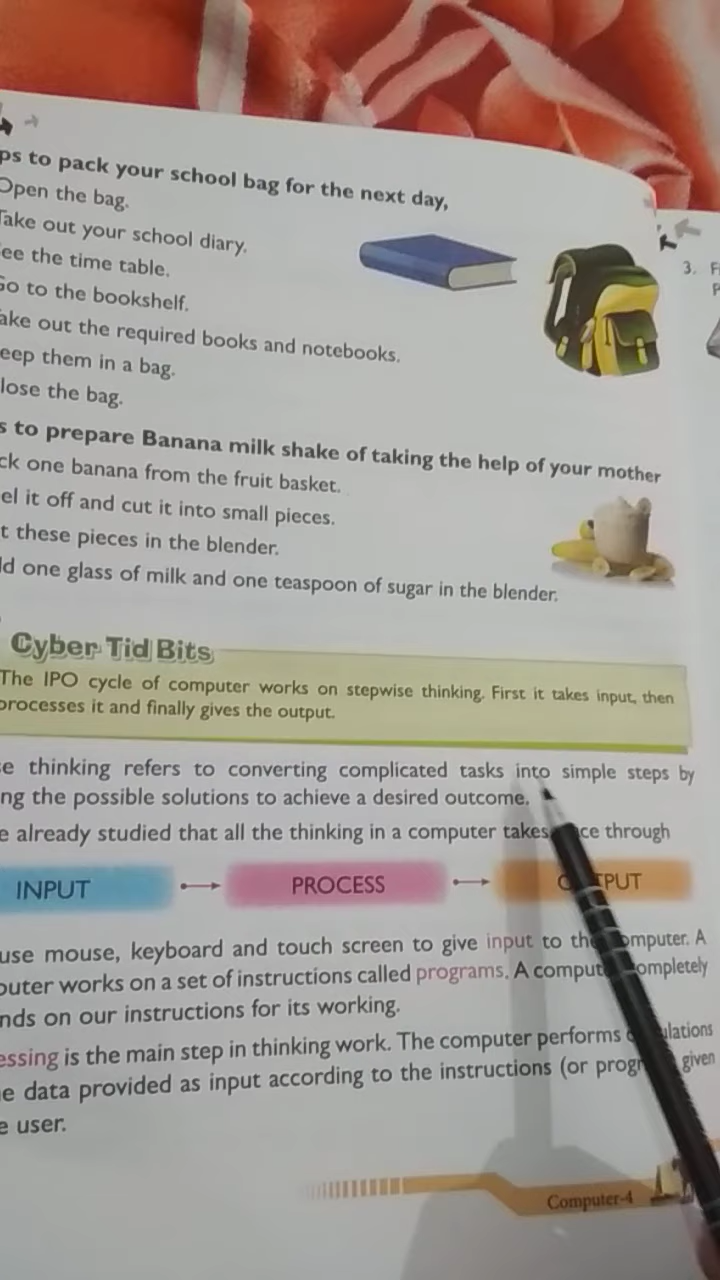 ps to pack your school bag for the next day,
Open the bag.
Take out your school diary.
ee the time table.
Go to the bookshelf.
ake out the required books and notebooks.
eep them in a bag.
lose the bag.
s to prepare Banana milk shake of taking the help of your mother
ck one banana from the fruit basket.
el it off and cut it into small pieces.
t these pieces in the blender.
ld one glass of milk and one teaspoon of sugar in the blender.
Cyber Tid Bits
The IPO cycle of computer works on stepwise thinking. First it takes input, then
processes it and finally gives the output.
e thinking refers to converting complicated tasks into simple steps by
ng the possible solutions to achieve a desired outcome.
e already studied that all the thinking in a computer takes ce through
INPUT PROCESS O TPUT
use mouse, keyboard and touch screen to give input to the omputer. A
outer works on a set of instructions called programs. A comput ompletely
nds on our instructions for its working.
essing is the main step in thinking work. The computer performs ulations
e data provided as input according to the instructions (or progr given
e user.
Computer-4
3.